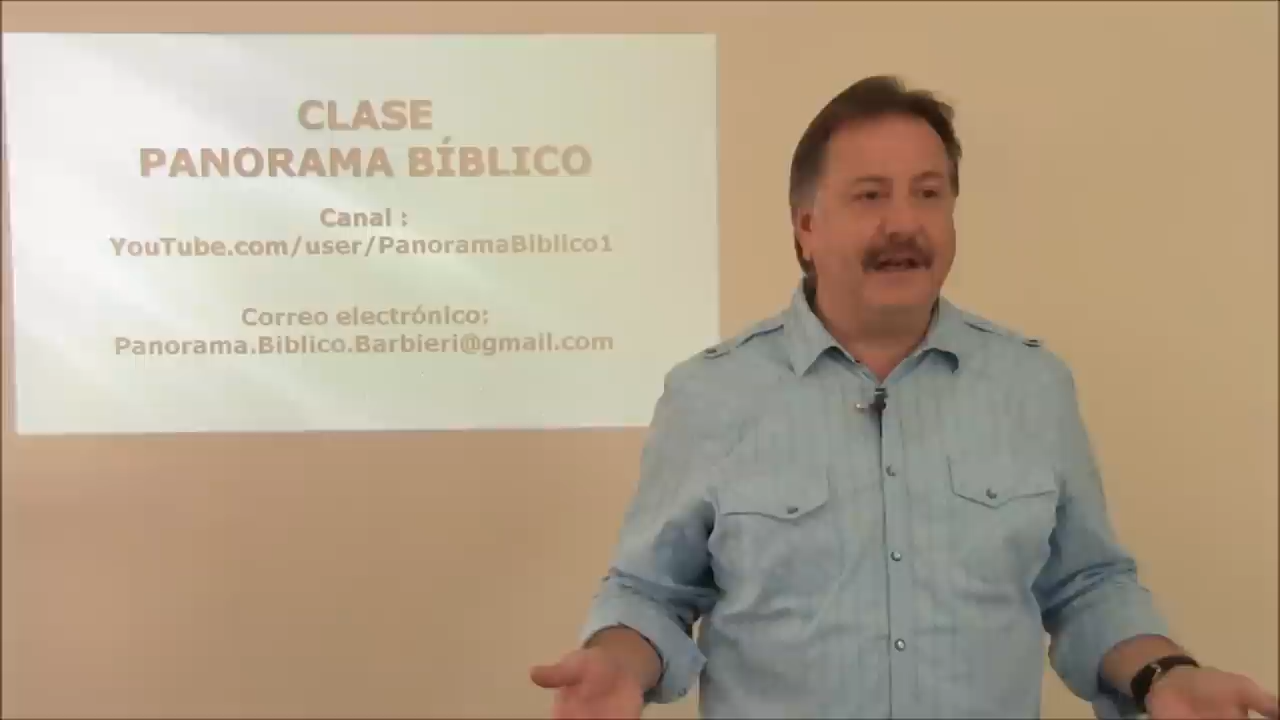 CLASE
PANORAMA BÍBLICO
Canal :
YouTube.com/user/PanoramaBiblico1
Correo electrónico:
Panorama.Biblico.Barbieri@gmail.com